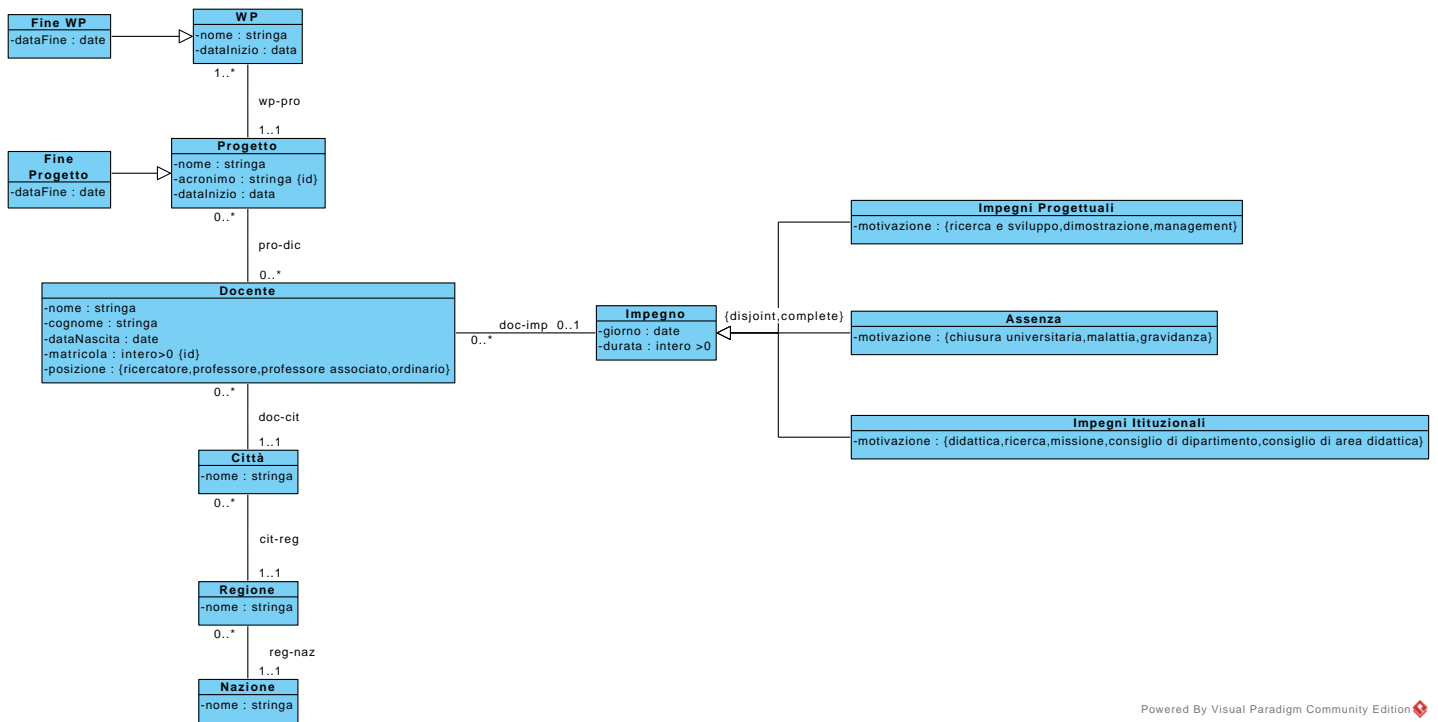 Fine WP
-dataFine : date
WP
-nome : stringa
-dataInizio : data
1..*
wp-pro
1..1
Fine
Progetto
-dataFine : date
Progetto
-nome : stringa
-acronimo : stringa {id}
-dataInizio : data
0..*
pro-dic
0..*
Docente
-nome : stringa
-cognome : stringa
-dataNascita : date
-matricola : intero>0 {id}
-posizione : {ricercatore,professore,professore associato,ordinario}
doc-imp 0..1
0..*
Impegno
-giorno : date
-durata : intero >0
{disjoint,complete}
Impegni Progettuali
-motivazione : {ricerca e sviluppo,dimostrazione,management}
Assenza
-motivazione : {chiusura universitaria,malattia,gravidanza}
Impegni Itituzionali
-motivazione : {didattica,ricerca,missione,consiglio di dipartimento,consiglio di area didattica}
0..*
doc-cit
1..1
Città
-nome : stringa
0..*
cit-reg
1..1
Regione
-nome : stringa
0..*
reg-naz
1..1
Nazione
-nome : stringa
Powered By Visual Paradigm Community Edition